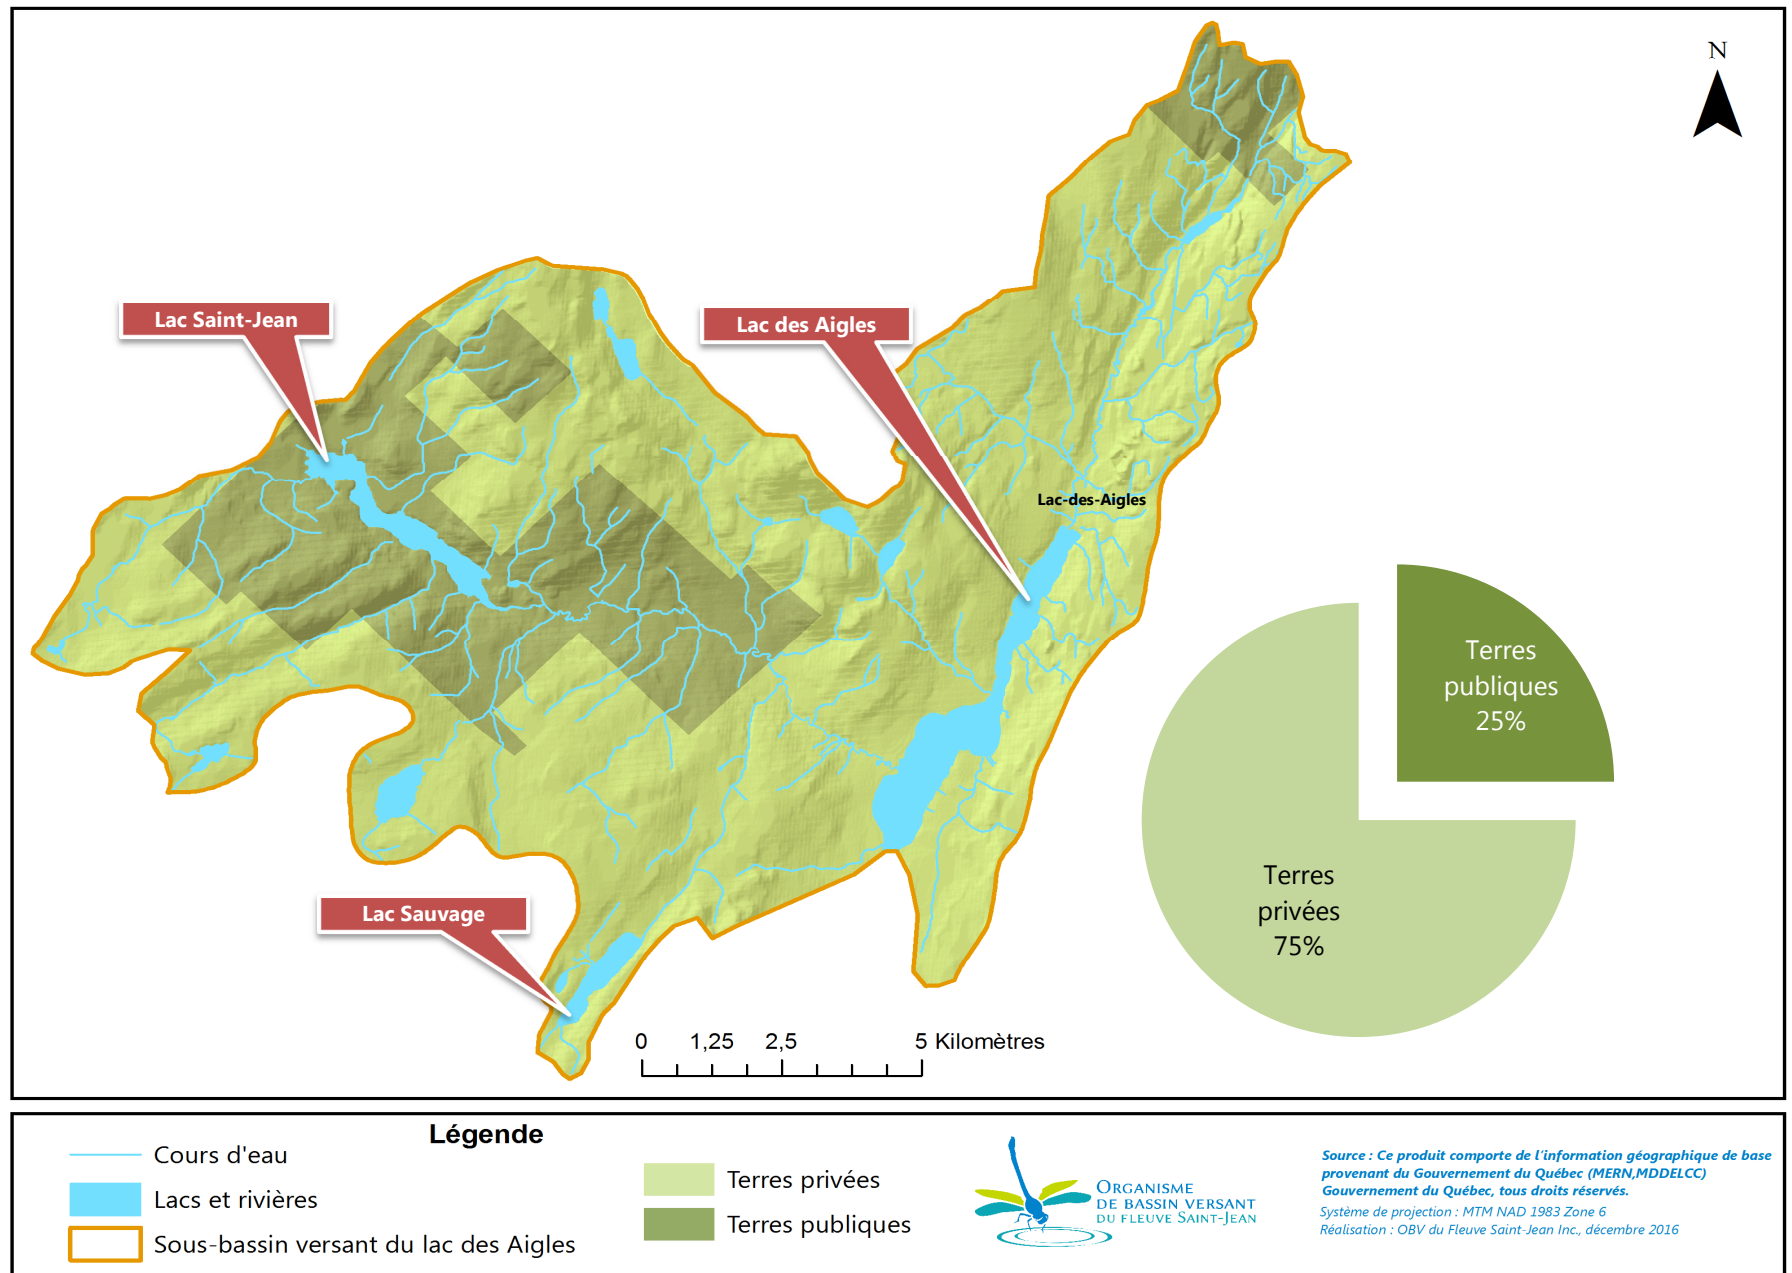 N
Lac Saint-Jean
Lac des Aigles
Lac-des-Aigles
Terres
publiques
25%
Terres
privées
75%
Lac Sauvage
0 1,25 2,5 5 Kilomètres
Légende
Cours d'eau
Lacs et rivières
Sous-bassin versant du lac des Aigles
Terres privées
Terres publiques
ORGANISME
DE BASSIN VERSANT
DU FLEUVE SAINT-JEAN
Source : Ce produit comporte de l'information géographique de base
provenant du Gouvernement du Québec (MERN,MDDELCC)
Gouvernement du Québec, tous droits réservés.
Système de projection : MTM NAD 1983 Zone 6
Réalisation : OBV du Fleuve Saint-Jean Inc., décembre 2016